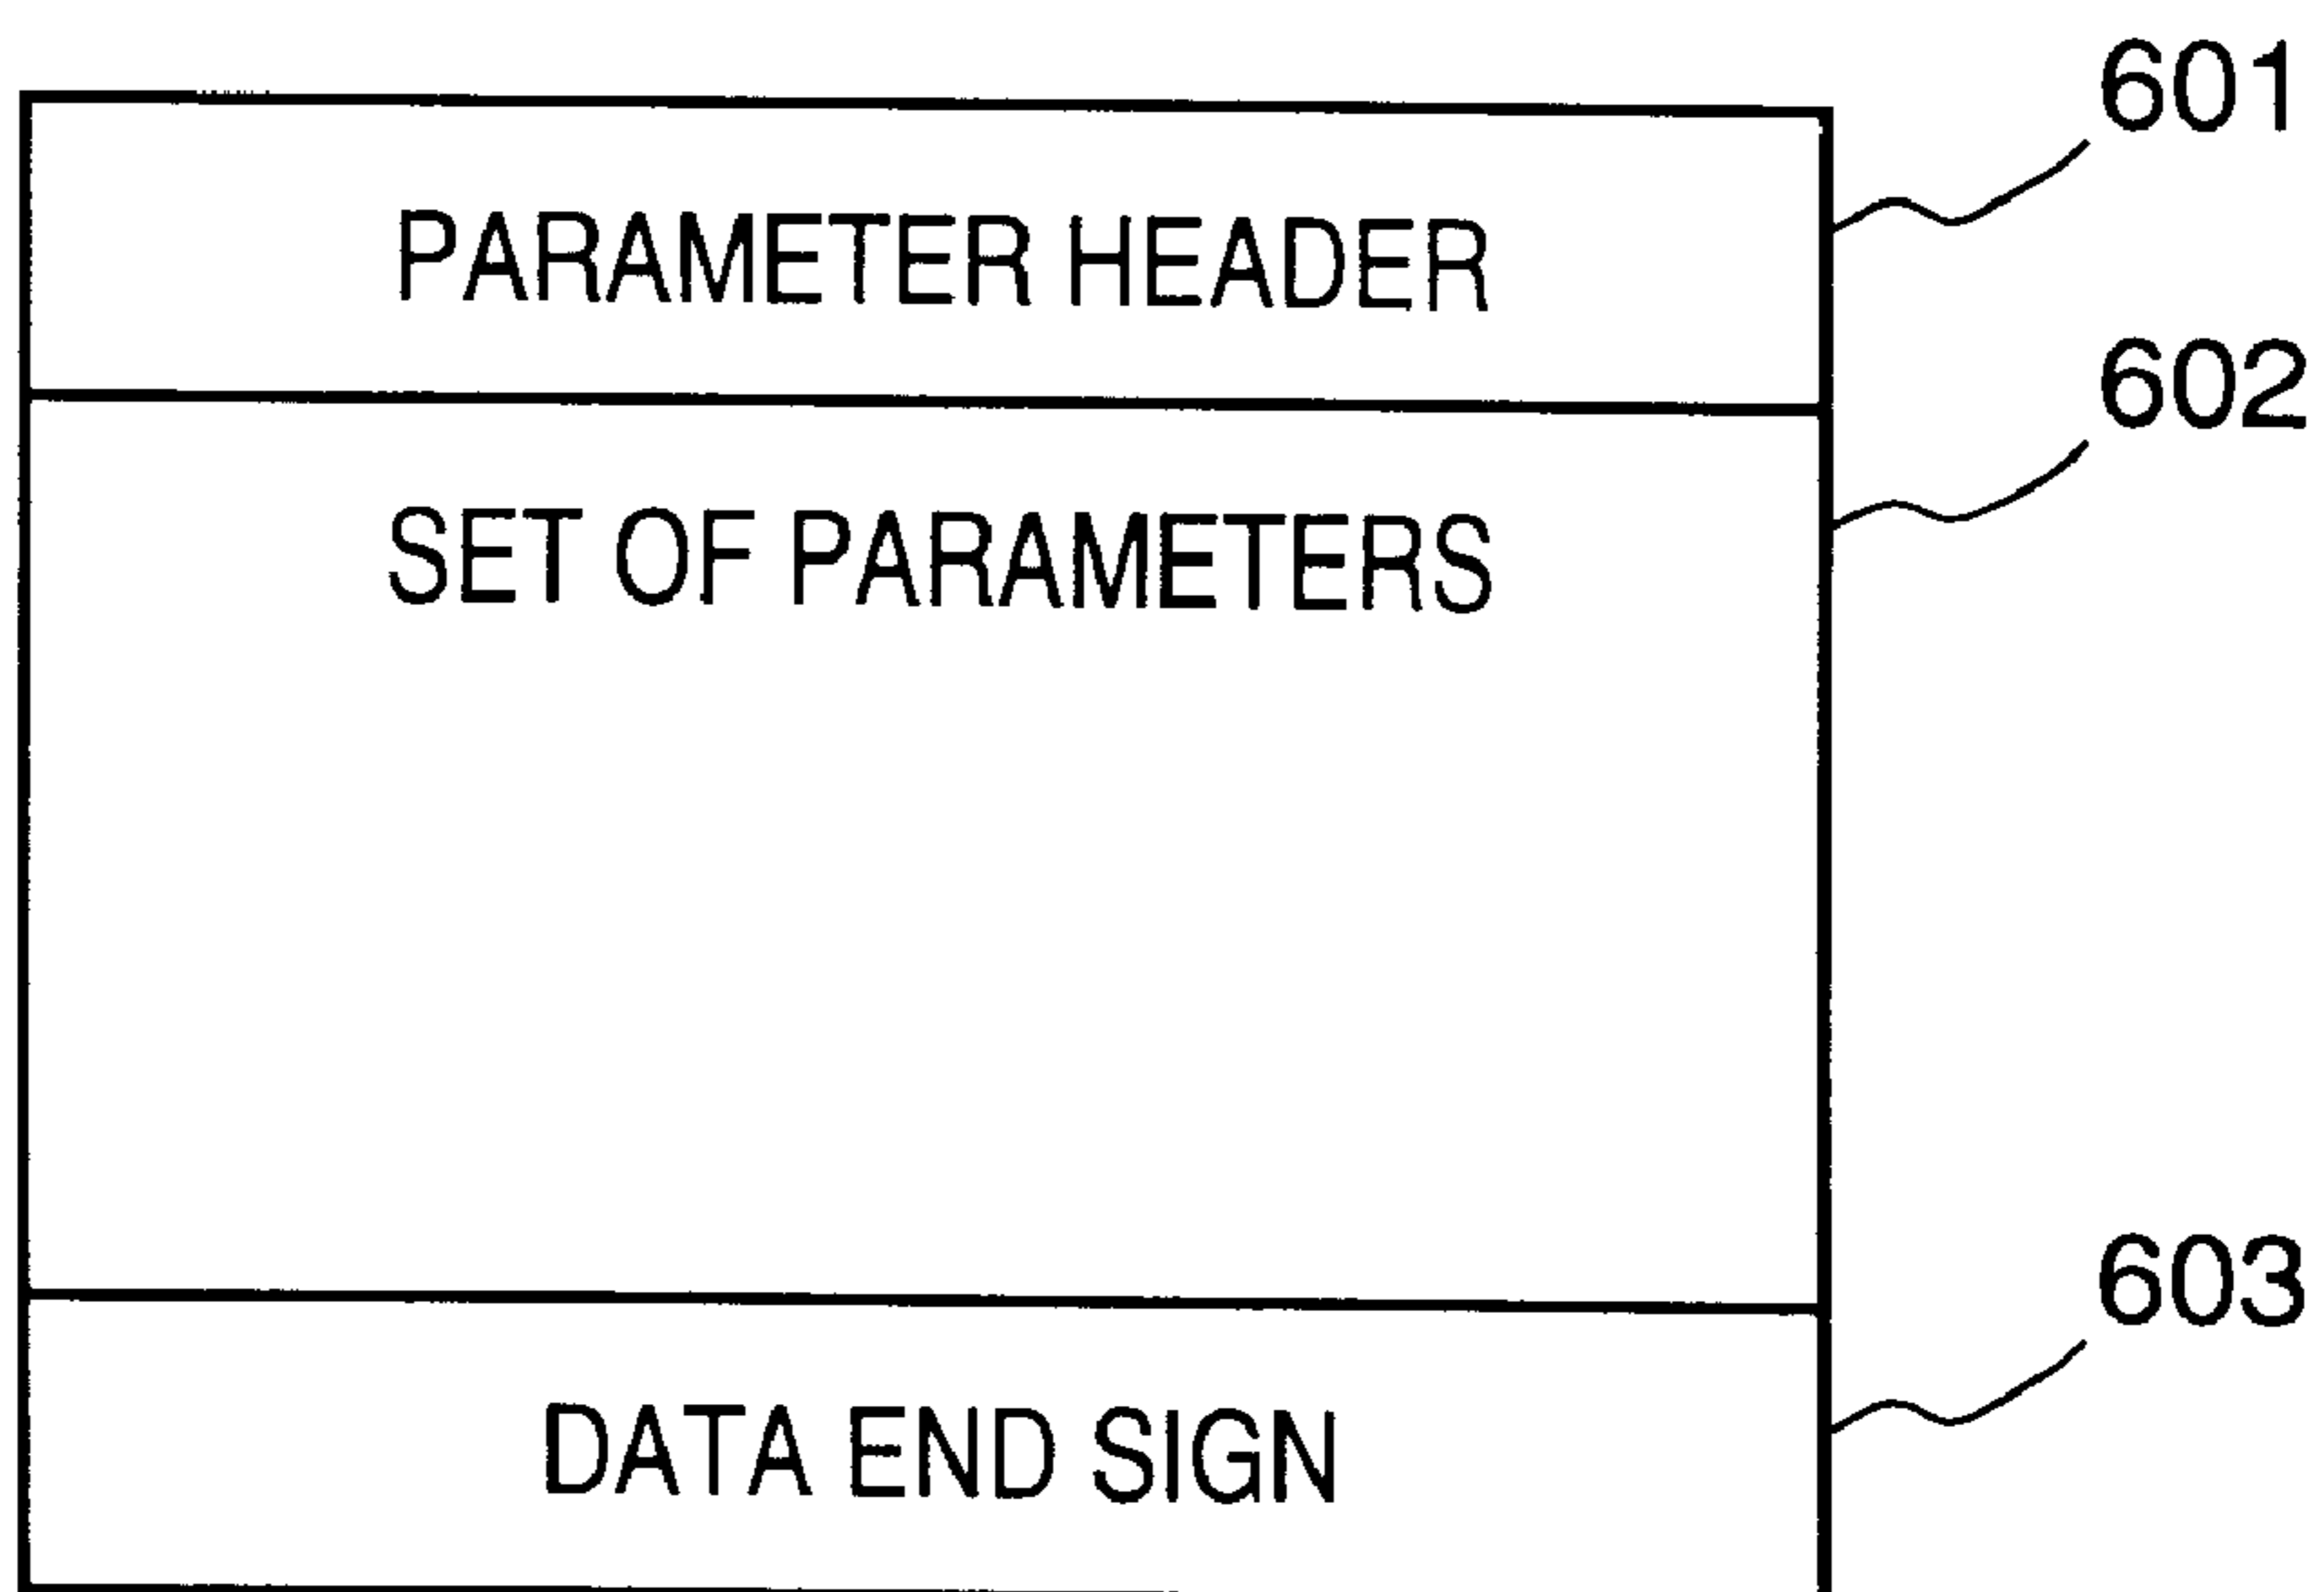 601
PARAMETER HEADER
602
SET OF PARAMETERS
603
DATA END SIGN